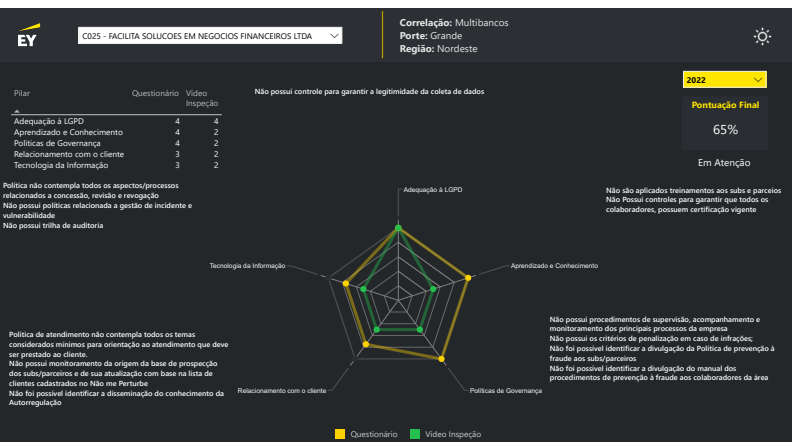 EY
C025 - FACILITA SOLUCOES EM NEGOCIOS FINANCEIROS LTDA
Correlação: Multibancos
Porte: Grande
Região: Nordeste
2022
Pontuação Final
65%
Em Atenção
Pilar Questionário Vídeo Inspeção
Adequação à LGPD 4 4
Aprendizado e Conhecimento 4 2
Políticas de Governança 4 2
Relacionamento com o cliente 3 2
Tecnologia da Informação 3 2
Não possui controle para garantir a legitimidade da coleta de dados
Política não contempla todos os aspectos/processos
relacionados a concessão, revisão e revogação
Não possui políticas relacionada a gestão de incidente e
vulnerabilidade
Não possui trilha de auditoria
Não são aplicados treinamentos aos subs e parceios
Não Possui controles para garantir que todos os
colaboradores, possuem certificação vigente
Adequação à LGPD
Tecnologia da Informação
Aprendizado e Conhecimento
Relacionamento com o cliente
Políticas de Governança
Politica de atendimento não contempla todos os temas
considerados mínimos para orientação ao atendimento que deve
ser prestado ao cliente.
Não possui monitoramento da origem da base de prospecção
dos subs/parceiros e de sua atualização com base na lista de
clientes cadastrados no Não me Perturbe
Não foi possível identificar a disseminação do conhecimento da
Autorregulação
Não possui procedimentos de supervisão, acompanhamento e
monitoramento dos principais processos da empresa
Não possui os critérios de penalização em caso de infrações;
Não foi possível identificar a divulgação da Política de prevenção à
fraude aos subs/parceiros
Não foi possível identificar a divulgação do manual dos
procedimentos de prevenção à fraude aos colaboradores da área
Questionário Vídeo Inspeção